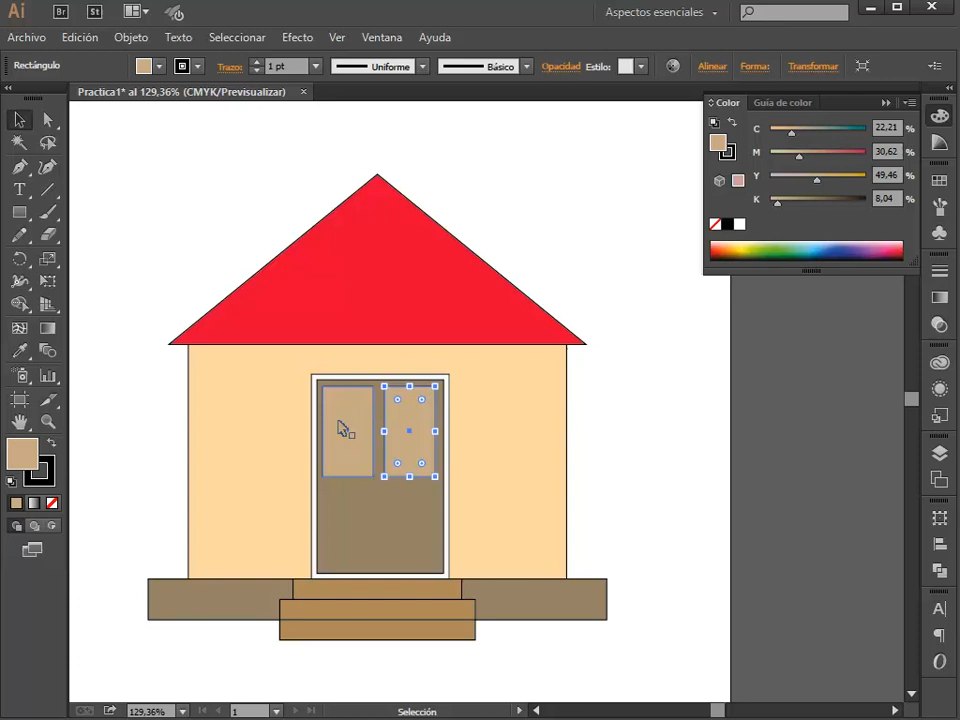 Ai Br St Aspectos esenciales
Archivo Edición Objeto Texto Seleccionar Efecto Ver Ventana Ayuda
Rectángulo Trazo: 1 pt Uniforme Básico Opacidad Estilo: Alinear Forma: Transformar
Practica1* al 129,36% (CMYK/Previsualizar) ×
Color Guía de color
C 22,21 %
M 30,62 %
Y 49,46 %
K 8,04 %
129,36% 1 Selección